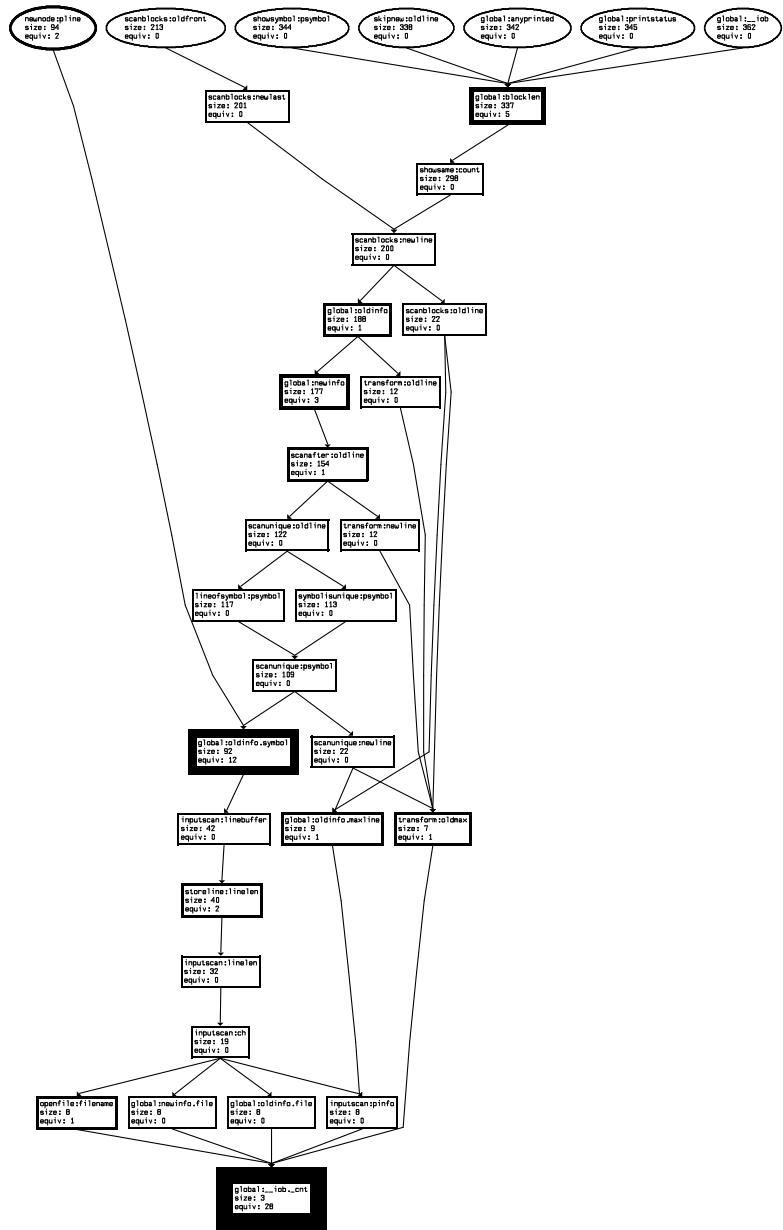 newnode:pline
size: 94
equiv: 2
scanblocks:oldfront
size: 213
equiv: 0
showsymbol:psymbol
size: 344
equiv: 0
skipnew:oldline
size: 338
equiv: 0
global:anyprinted
size: 342
equiv: 0
global:printstatus
size: 345
equiv: 0
global:__iob
size: 362
equiv: 0
scanblocks:newlast
size: 201
equiv: 0
global:blocklen
size: 337
equiv: 5
showsame:count
size: 298
equiv: 0
scanblocks:newline
size: 200
equiv: 0
global:oldinfo
size: 188
equiv: 1
scanblocks:oldline
size: 22
equiv: 0
global:newinfo
size: 177
equiv: 3
transform:oldline
size: 12
equiv: 0
scanafter:oldline
size: 154
equiv: 1
scanunique:oldline
size: 122
equiv: 0
transform:newline
size: 12
equiv: 0
lineofsymbol:psymbol
size: 117
equiv: 0
symbolisunique:psymbol
size: 113
equiv: 0
scanunique:psymbol
size: 109
equiv: 0
global:oldinfo.symbol
size: 92
equiv: 12
scanunique:newline
size: 22
equiv: 0
inputscan:linebuffer
size: 42
equiv: 0
global:oldinfo.maxline
size: 9
equiv: 1
transform:oldmax
size: 7
equiv: 1
storeline:linelen
size: 40
equiv: 2
inputscan:linelen
size: 32
equiv: 0
inputscan:ch
size: 19
equiv: 0
openfile:filename
size: 8
equiv: 1
global:newinfo.file
size: 8
equiv: 0
global:oldinfo.file
size: 8
equiv: 0
inputscan:pinfo
size: 8
equiv: 0
global:__iob._cnt
size: 3
equiv: 28